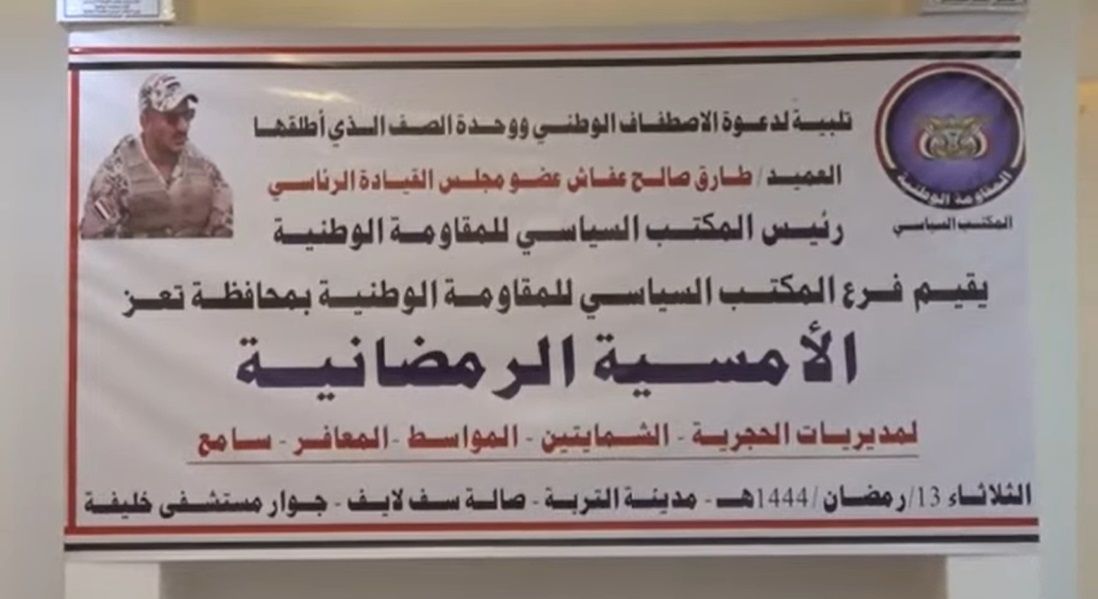 تلبية لدعوة الاصطفاف الوطني ووحدة الصف الذي أطلقها
العميد / طارق صالح عفاش عضو مجلس القيادة الرئاسي
رئيس المكتب السياسي للمقاومة الوطنية
المقاومة الوطنية
المكتب السياسي
يقيم فرع المكتب السياسي للمقاومة الوطنية بمحافظة تعز
الأمسية الرمضانية
لمديريات الحجرية - الشمايتين - المواسط - المعافر - سامع
الثلاثاء 13/رمضان /1444هـ - مدينة التربة - صالة سف لايف - جوار مستشفى خليفة